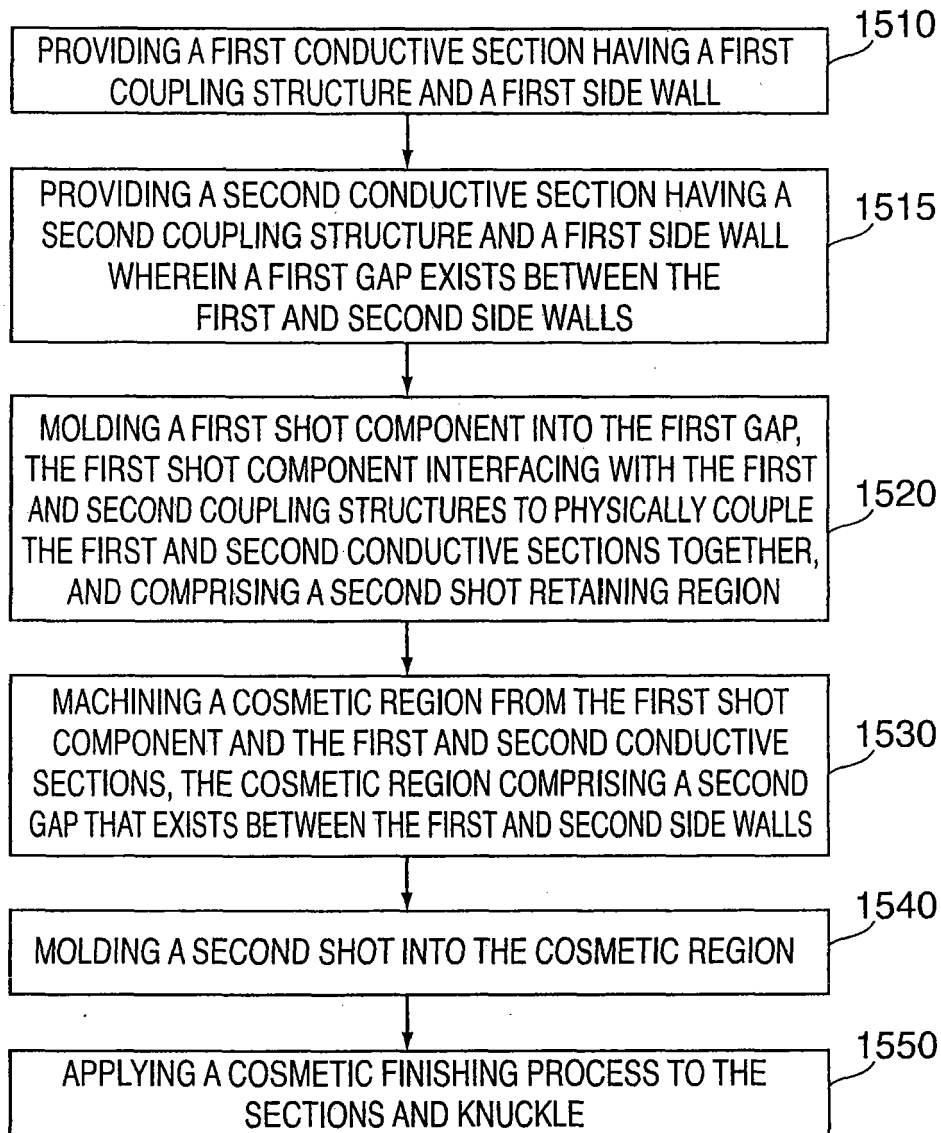 1510
PROVIDING A FIRST CONDUCTIVE SECTION HAVING A FIRST
COUPLING STRUCTURE AND A FIRST SIDE WALL
1515
PROVIDING A SECOND CONDUCTIVE SECTION HAVING A
SECOND COUPLING STRUCTURE AND A FIRST SIDE WALL
WHEREIN A FIRST GAP EXISTS BETWEEN THE
FIRST AND SECOND SIDE WALLS
1520
MOLDING A FIRST SHOT COMPONENT INTO THE FIRST GAP,
THE FIRST SHOT COMPONENT INTERFACING WITH THE FIRST
AND SECOND COUPLING STRUCTURES TO PHYSICALLY COUPLE
THE FIRST AND SECOND CONDUCTIVE SECTIONS TOGETHER,
AND COMPRISING A SECOND SHOT RETAINING REGION
1530
MACHINING A COSMETIC REGION FROM THE FIRST SHOT
COMPONENT AND THE FIRST AND SECOND CONDUCTIVE
SECTIONS, THE COSMETIC REGION COMPRISING A SECOND
GAP THAT EXISTS BETWEEN THE FIRST AND SECOND SIDE WALLS
1540
MOLDING A SECOND SHOT INTO THE COSMETIC REGION
1550
APPLYING A COSMETIC FINISHING PROCESS TO THE
SECTIONS AND KNUCKLE